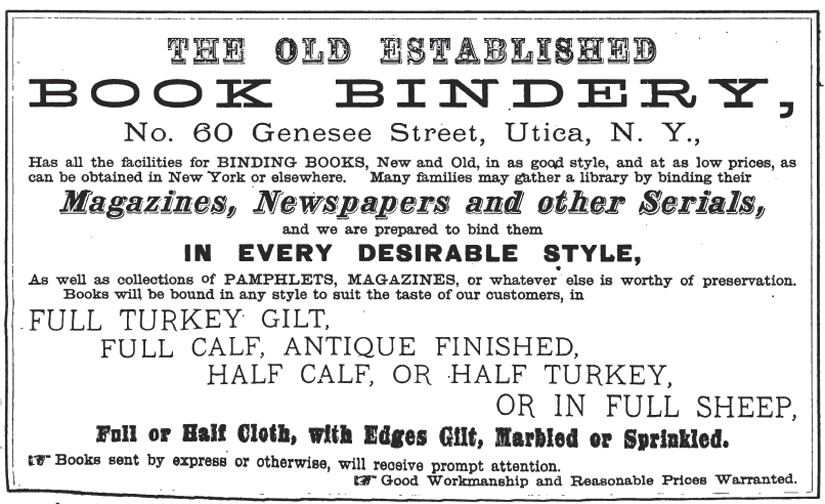 THE OLD ESTABLISHED
BOOK BINDERY,
No. 60 Genesee Street, Utica, N. Y.,
Has all the facilities for BINDING BOOKS, New and Old, in as good style, and at as low prices, as
can be obtained in New York or elsewhere. Many families may gather a library by binding their
Magazines, Newspapers and other Serials,
and we are prepared to bind them
IN EVERY DESIRABLE STYLE,
As well as collections of PAMPHLETS, MAGAZINES, or whatever else is worthy of preservation.
Books will be bound in any style to suit the taste of our customers, in
FULL TURKEY GILT,
FULL CALF, ANTIQUE FINISHED,
HALF CALF, OR HALF TURKEY,
OR IN FULL SHEEP,
Full or Half Cloth, with Edges Gilt, Marbled or Sprinkled.
☞ Books sent by express or otherwise, will receive prompt attention.
☞ Good Workmanship and Reasonable Prices Warranted.